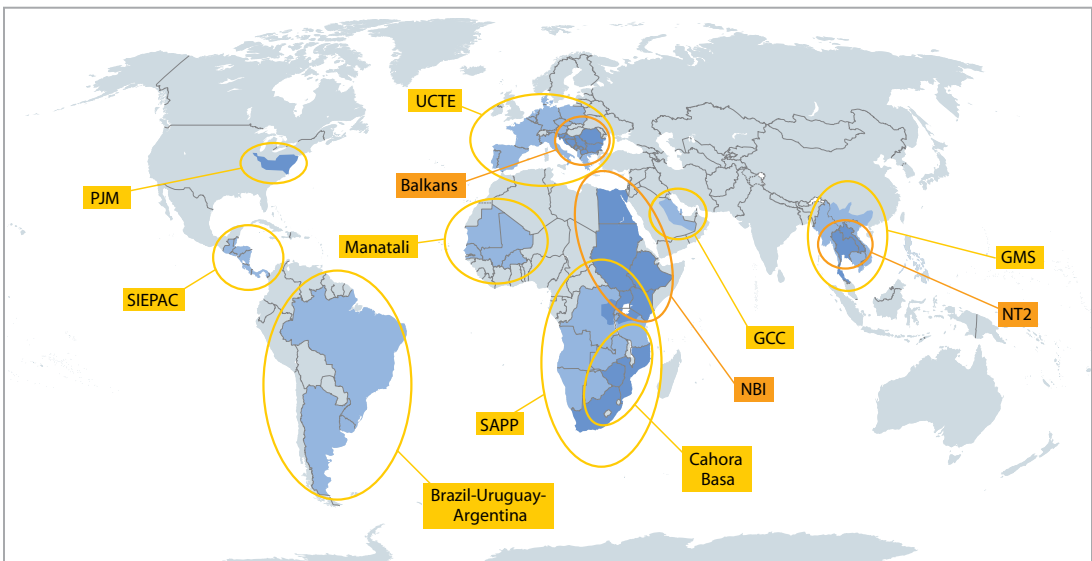 UCTE
PJM
Balkans
Manatali
GMS
SIEPAC
NT2
GCC
NBI
SAPP
Cahora
Basa
Brazil-Uruguay-
Argentina